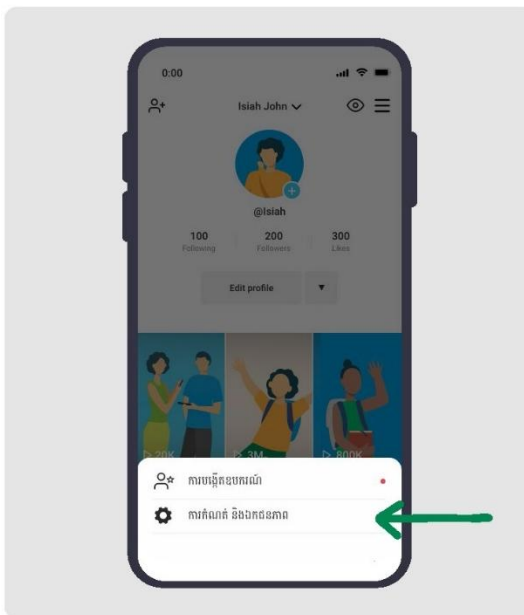 0:00
Isiah John
@Isiah
100 200 300
Following Followers Likes
Edit profile
20K 3M 800K
ការបង្កើតឧបករណ៍
ការកំណត់ និងឯកជនភាព